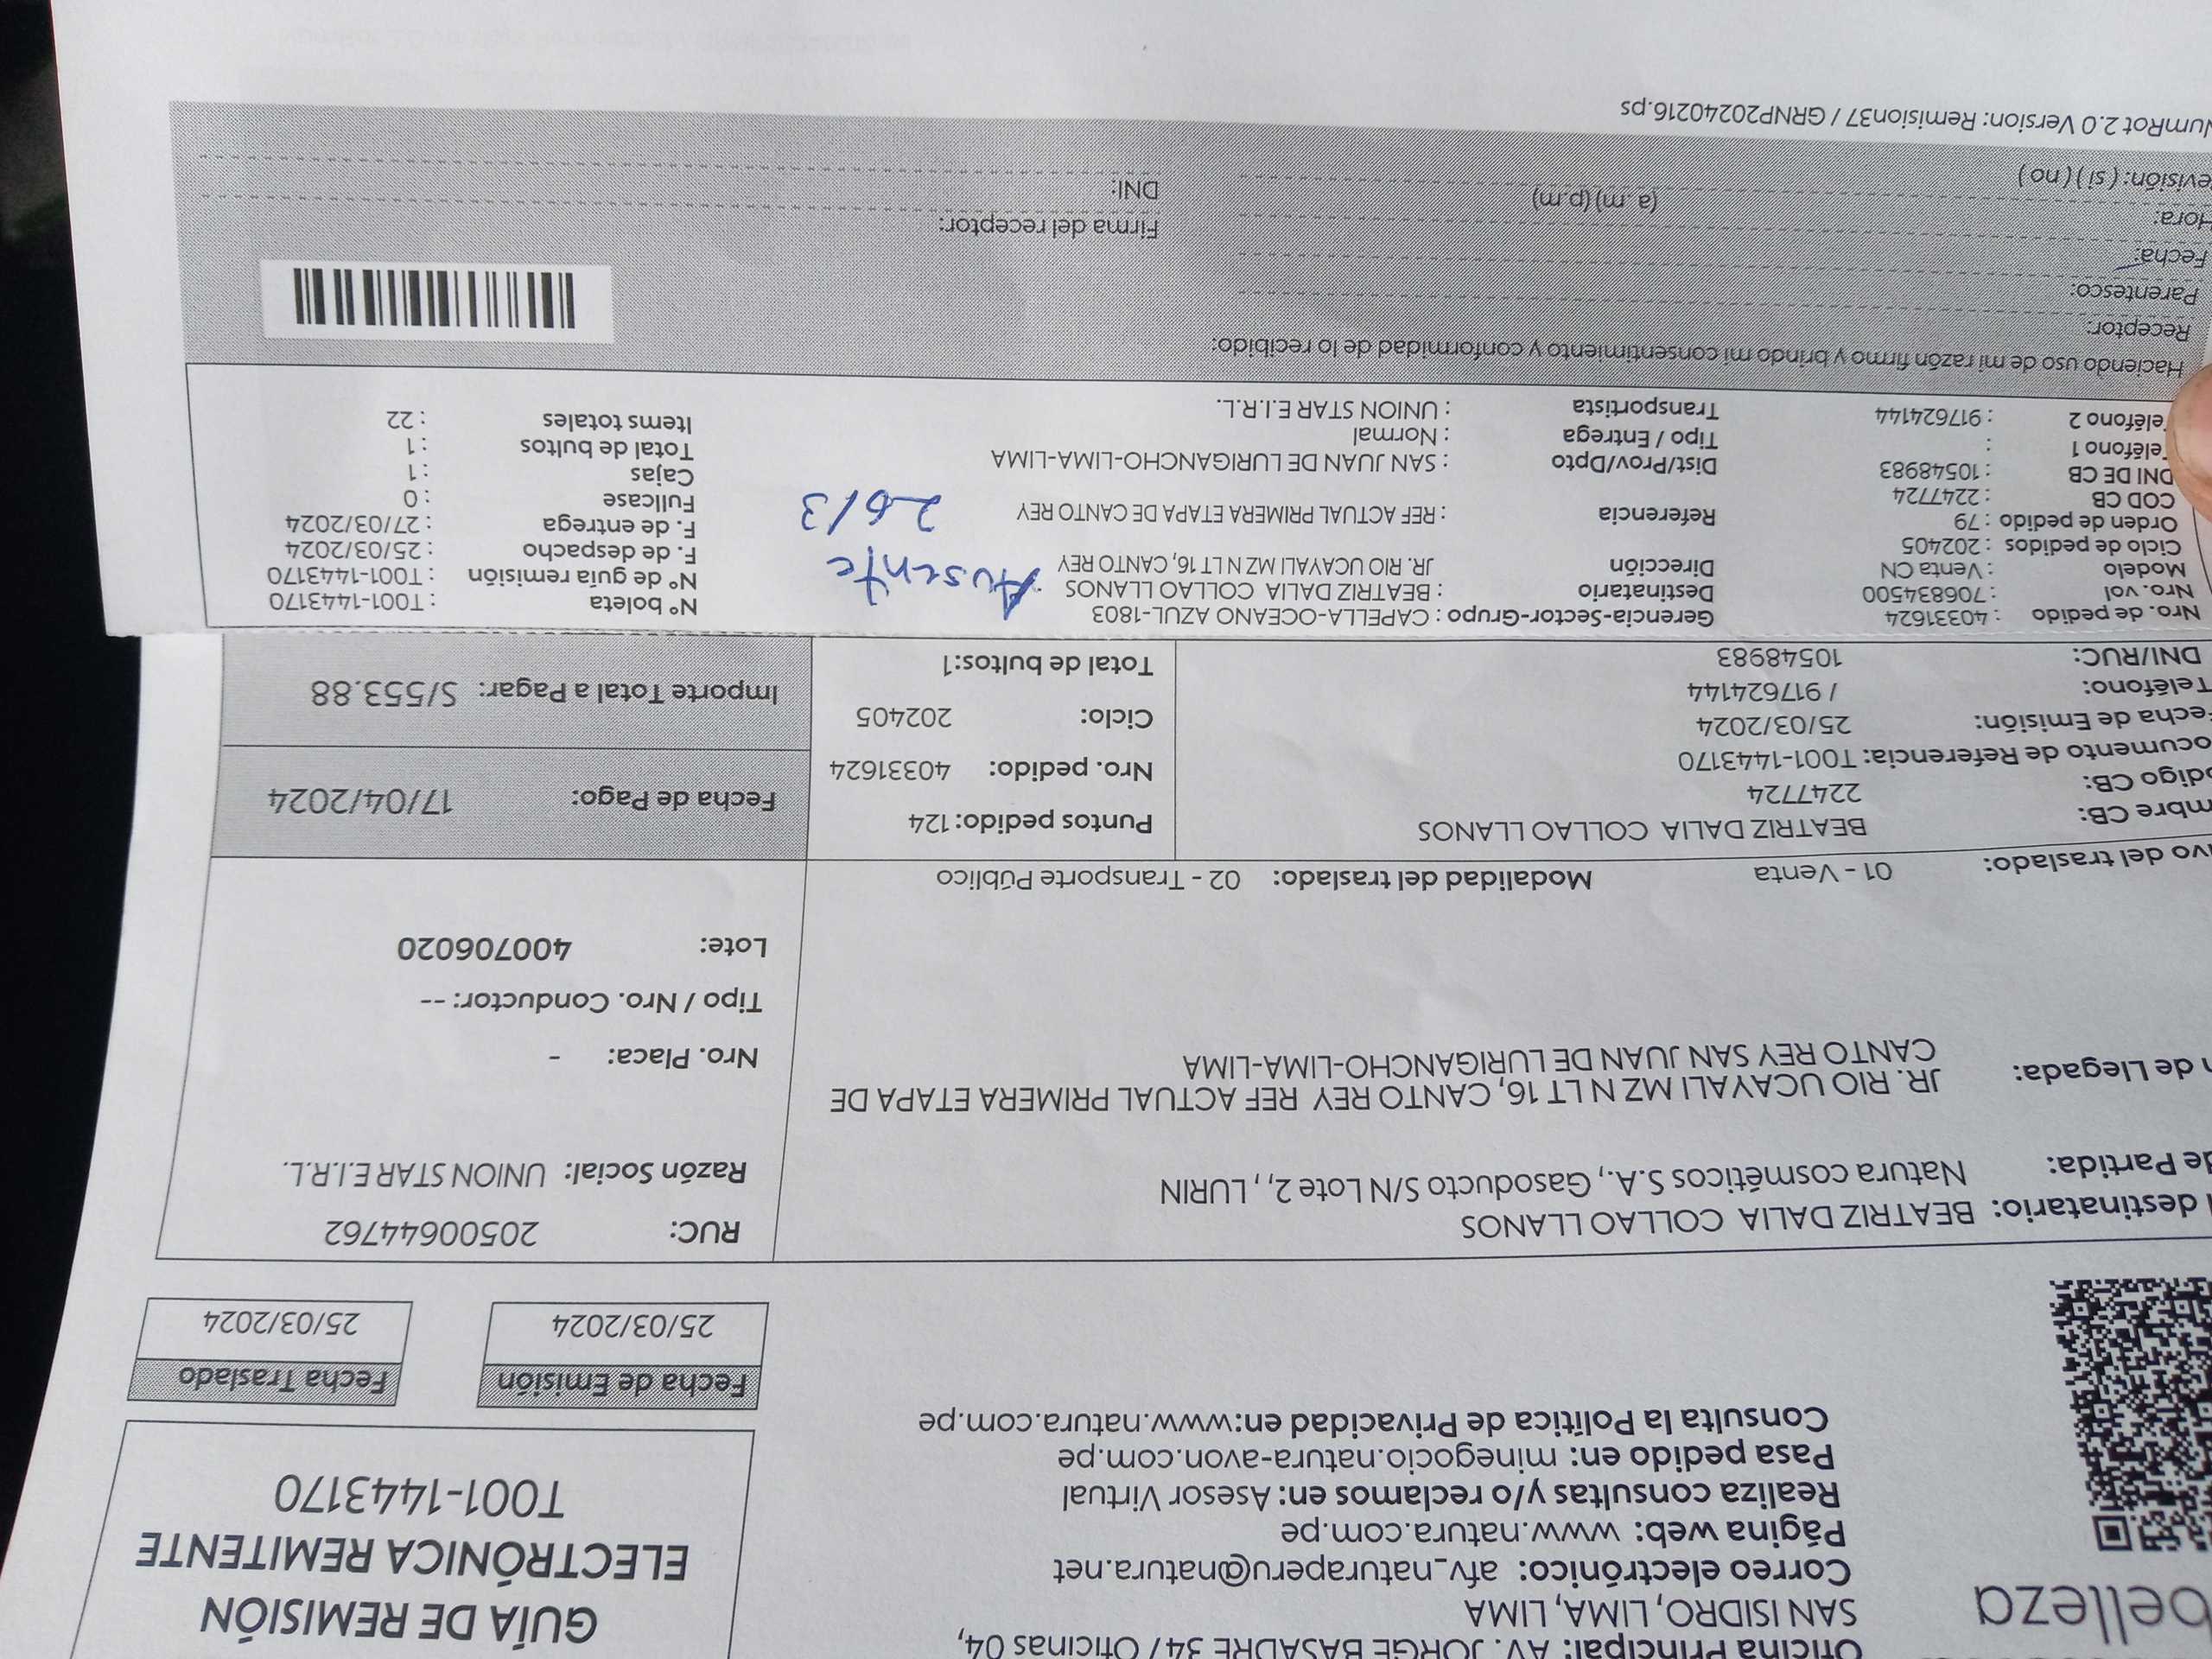 belleza
Oficina Principal: AV. JORGE BASADRE 347 Oficinas 04,
SAN ISIDRO, LIMA, LIMA
Correo electrónico: afv_naturaperu@natura.net
Página web: www.natura.com.pe
Realiza consultas y/o reclamos en: Asesor Virtual
Pasa pedido en: minegocio.natura-avon.com.pe
Consulta la Política de Privacidad en:www.natura.com.pe
GUÍA DE REMISIÓN
ELECTRÓNICA REMITENTE
T001-1443170
Fecha de Emisión
25/03/2024
Fecha Traslado
25/03/2024
l destinatario: BEATRIZ DALIA COLLAO LLANOS
de Partida: Natura cosméticos S.A., Gasoducto S/N Lote 2, , LURIN
n de Llegada: JR. RIO UCAYALI MZ N LT 16, CANTO REY REF ACTUAL PRIMERA ETAPA DE
CANTO REY SAN JUAN DE LURIGANCHO-LIMA-LIMA
RUC: 20500644762
Razón Social: UNION STAR E.I.R.L.
Nro. Placa: -
Tipo / Nro. Conductor: --
Lote: 400706020
ivo del traslado: 01 - Venta Modalidad del traslado: 02 - Transporte Público
mbre CB: BEATRIZ DALIA COLLAO LLANOS
digo CB: 2247724
ocumento de Referencia: T001-1443170
echa de Emisión: 25/03/2024
Teléfono: / 917624144
DNI/RUC: 10548983
Puntos pedido: 124
Nro. pedido: 40331624
Ciclo: 202405
Total de bultos:1
Fecha de Pago: 17/04/2024
Importe Total a Pagar: S/553.88
Nro. de pedido : 40331624
Nro. vol : 706834500
Modelo : Venta CN
Ciclo de pedidos : 202405
Orden de pedido : 79
COD CB : 2247724
DNI DE CB : 10548983
Teléfono 1 :
Teléfono 2 : 917624144
Gerencia-Sector-Grupo : CAPELLA-OCEANO AZUL-1803
Destinatario : BEATRIZ DALIA COLLAO LLANOS
Dirección JR. RIO UCAYALI MZ N LT 16, CANTO REY
Referencia : REF ACTUAL PRIMERA ETAPA DE CANTO REY
Dist/Prov/Dpto : SAN JUAN DE LURIGANCHO-LIMA-LIMA
Tipo / Entrega : Normal
Transportista : UNION STAR E.I.R.L.
Ausente
26/3
N° boleta : T001-1443170
N° de guía remisión : T001-1443170
F. de despacho : 25/03/2024
F. de entrega : 27/03/2024
Fullcase : 0
Cajas : 1
Total de bultos : 1
Items totales : 22
Haciendo uso de mi razón firmo y brindo mi consentimiento y conformidad de lo recibido:
Receptor:
Parentesco:
Fecha:
Hora: (a.m) (p.m)
evisión: ( si ) ( no )
Firma del receptor:
DNI:
NumRot 2.0 Version: Remision37 / GRNP20240216.ps